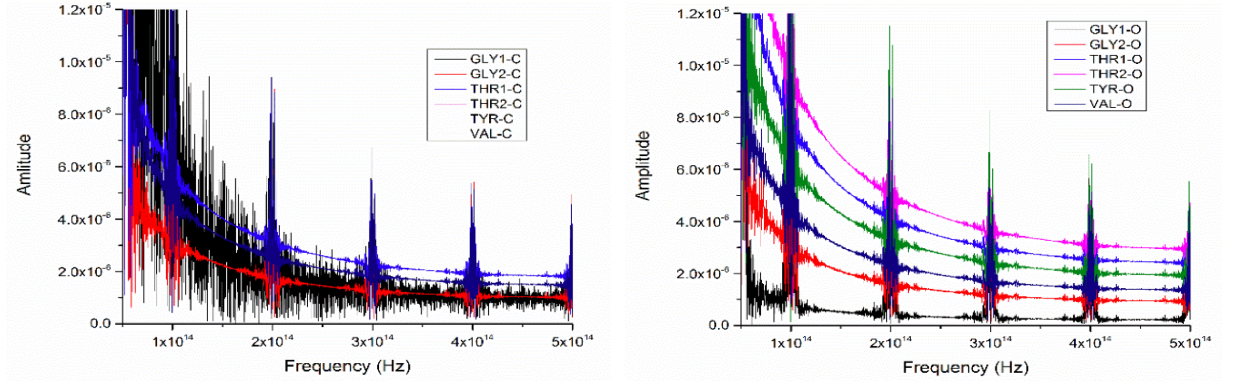 1.2x10⁻⁵
1.0x10⁻⁵
8.0x10⁻⁶
6.0x10⁻⁶
4.0x10⁻⁶
2.0x10⁻⁶
0.0
Amlitude
GLY1-C
GLY2-C
THR1-C
THR2-C
TYR-C
VAL-C
1x10¹⁴ 2x10¹⁴ 3x10¹⁴ 4x10¹⁴ 5x10¹⁴
Frequency (Hz)
1.2x10⁻⁵
1.0x10⁻⁵
8.0x10⁻⁶
6.0x10⁻⁶
4.0x10⁻⁶
2.0x10⁻⁶
0.0
Amplitude
GLY1-O
GLY2-O
THR1-O
THR2-O
TYR-O
VAL-O
1x10¹⁴ 2x10¹⁴ 3x10¹⁴ 4x10¹⁴ 5x10¹⁴
Frequency (Hz)